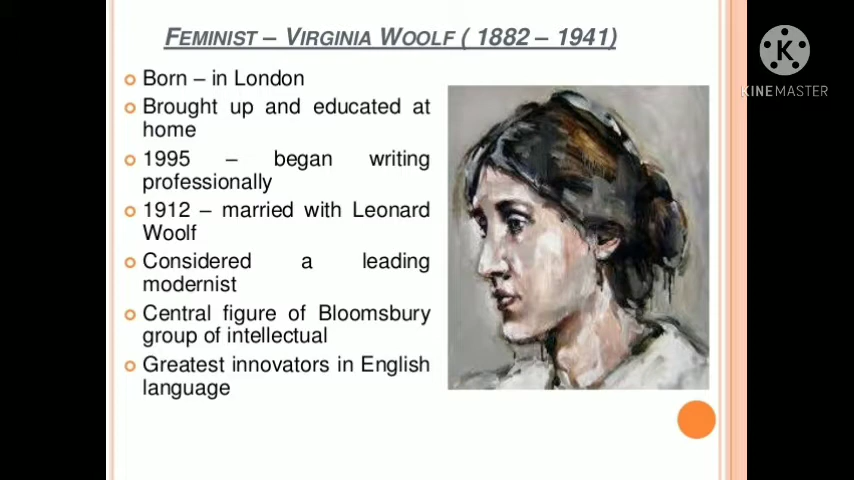 FEMINIST – VIRGINIA WOOLF ( 1882 – 1941)
Born – in London
Brought up and educated at
home
1995 – began writing
professionally
1912 – married with Leonard
Woolf
Considered a leading
modernist
Central figure of Bloomsbury
group of intellectual
Greatest innovators in English
language
K
KINEMASTER